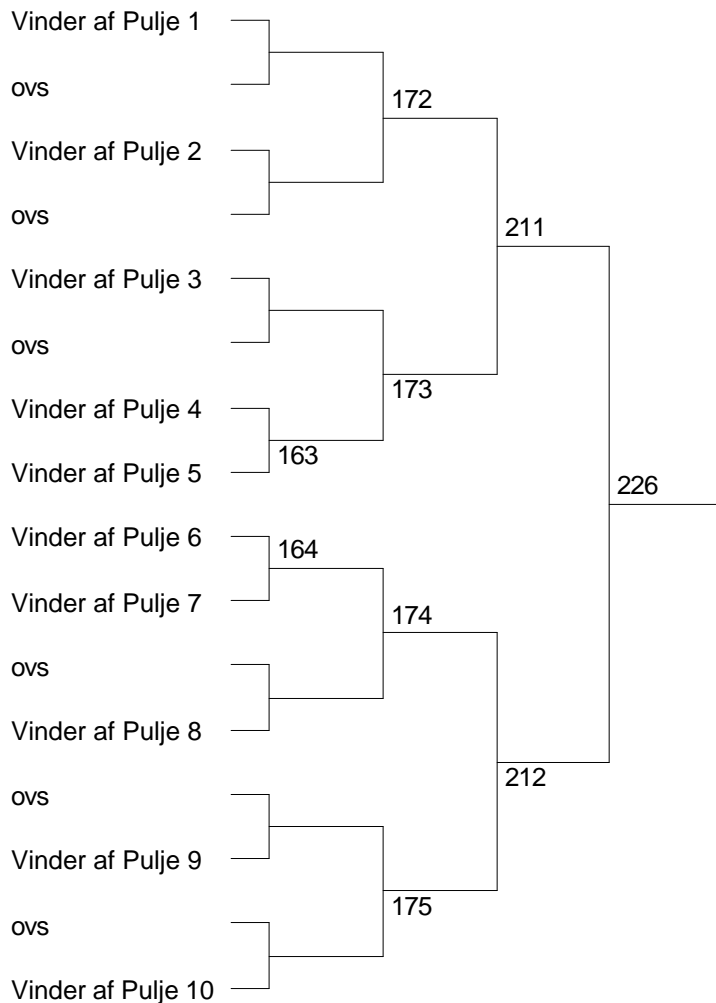 Vinder af Pulje 1
ovs
172
Vinder af Pulje 2
ovs
211
Vinder af Pulje 3
ovs
173
Vinder af Pulje 4
163
Vinder af Pulje 5
226
Vinder af Pulje 6
164
Vinder af Pulje 7
174
ovs
Vinder af Pulje 8
212
ovs
Vinder af Pulje 9
175
ovs
Vinder af Pulje 10